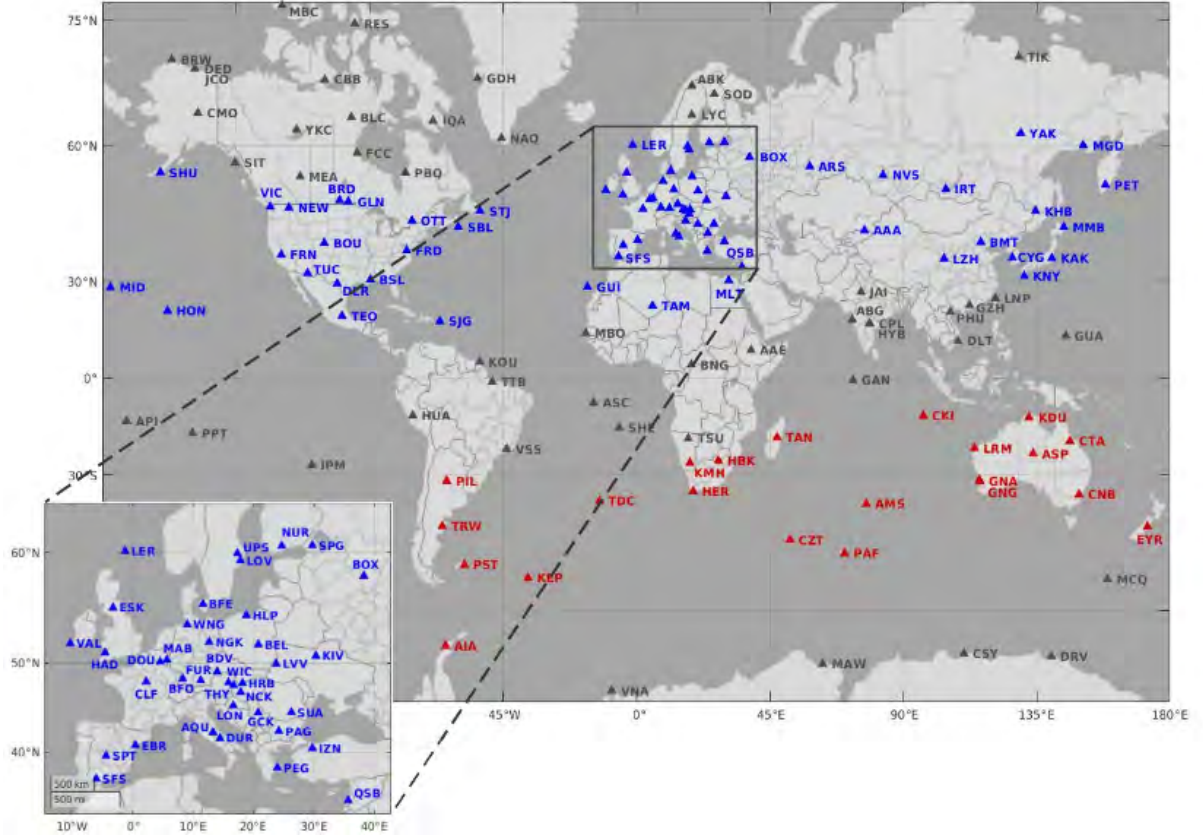 MBC
75°N
RES
BRW
DED
JCO
CBB
GDH
ABK
SOD
TIK
CMO
YKC
BLC
IQA
NAQ
LYC
60°N
SIT
FCC
MEA
PBQ
SHU
LER
BOX
ARS
NVS
IRT
YAK
MGD
PET
VIC
NEW
BRD
GLN
OTT
STJ
SBL
KHB
MMB
AAA
BMT
BOU
FRN
FRD
SFS
QSB
LZH
CYG
KAK
KNY
TUC
DLR
BSL
30°N
MID
HON
TEO
SJG
GUI
TAM
MLT
JAI
ABG
CPL
HYB
LNP
GZH
PHU
DLT
GUA
MBO
KOU
TTB
BNG
AAE
GAN
0°
API
PPT
HUA
VSS
JPM
ASC
SHE
TSU
TAN
CKI
KDU
CTA
LRM
ASP
30°S
PIL
KMH
HBK
HER
TDC
AMS
GNA
GNG
CNB
TRW
CZT
PAF
EYR
PST
KEP
MCQ
AIA
VNA
MAW
CSY
DRV
45°W
0°
45°E
90°E
135°E
180°E
60°N
LER
UPS
LOV
NUR
SPG
BOX
ESK
BFE
WNG
HLP
VAL
HAD
DOU
MAB
NGK
BDV
BEL
KIV
50°N
FUR
WIC
LVV
CLF
BFO
THY
HRB
NCK
LON
GCK
SUA
AQU
DUR
PAG
40°N
SPT
EBR
IZN
SFS
PEG
QSB
500 km
500 mi
10°W
0°
10°E
20°E
30°E
40°E